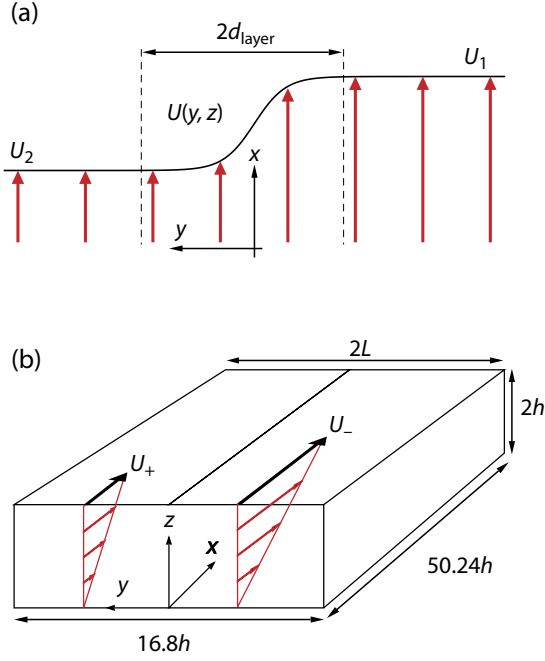 (a)
2d_layer
U_1
U(y, z)
U_2
x
y
(b)
2L
2h
U_–
U_+
z
x
y
50.24h
16.8h